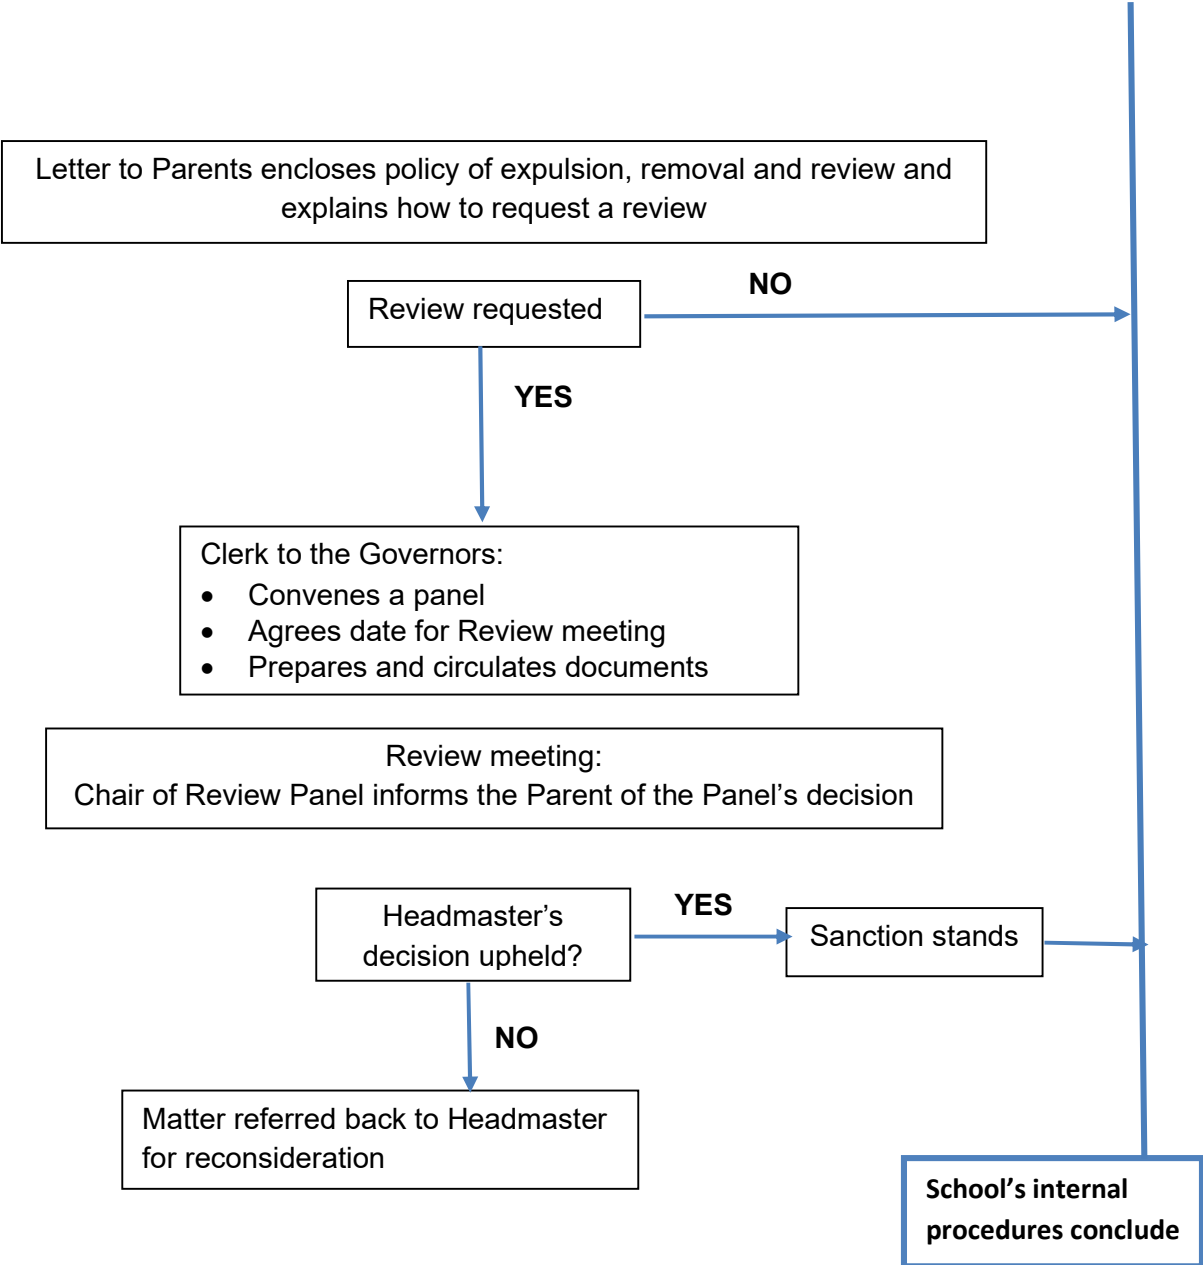 Letter to Parents encloses policy of expulsion, removal and review and
explains how to request a review
NO
Review requested
YES
Clerk to the Governors:
• Convenes a panel
• Agrees date for Review meeting
• Prepares and circulates documents
Review meeting:
Chair of Review Panel informs the Parent of the Panel’s decision
Headmaster’s
decision upheld?
YES
Sanction stands
NO
Matter referred back to Headmaster
for reconsideration
School’s internal
procedures conclude